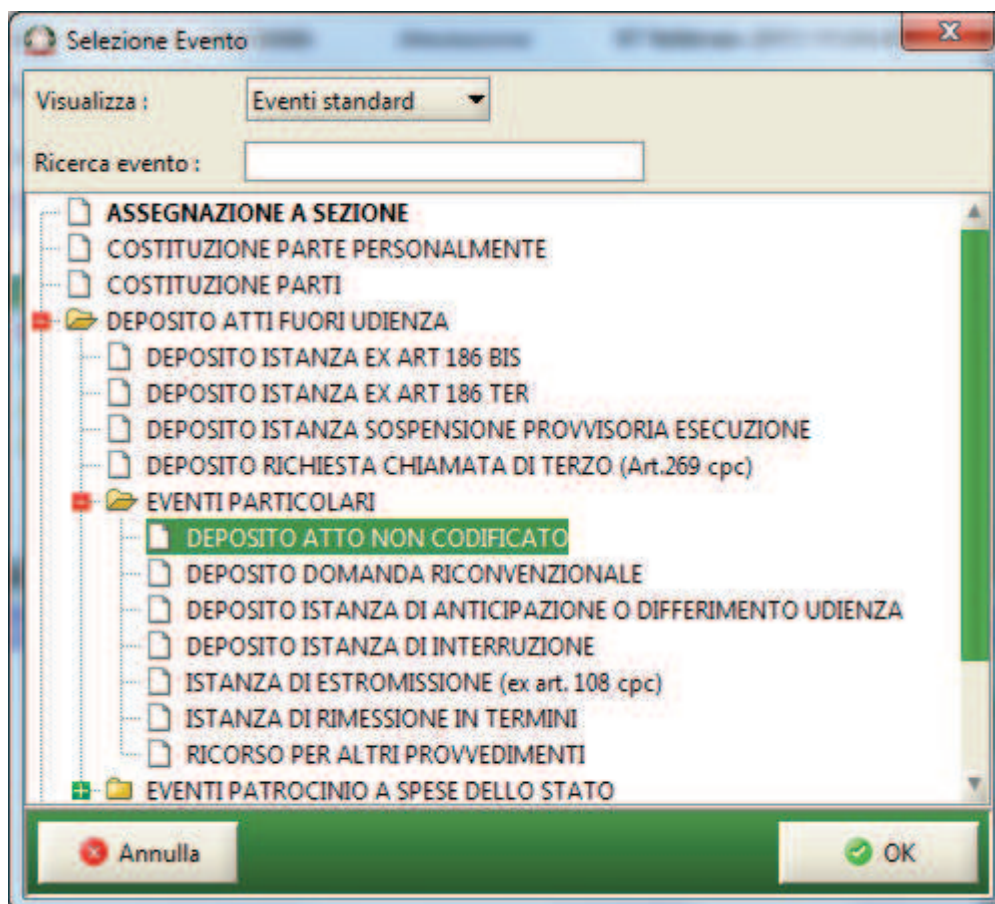 Selezione Evento
Visualizza :
Eventi standard
Ricerca evento :
ASSEGNAZIONE A SEZIONE
COSTITUZIONE PARTE PERSONALMENTE
COSTITUZIONE PARTI
DEPOSITO ATTI FUORI UDIENZA
DEPOSITO ISTANZA EX ART 186 BIS
DEPOSITO ISTANZA EX ART 186 TER
DEPOSITO ISTANZA SOSPENSIONE PROVVISORIA ESECUZIONE
DEPOSITO RICHIESTA CHIAMATA DI TERZO (Art.269 cpc)
EVENTI PARTICOLARI
DEPOSITO ATTO NON CODIFICATO
DEPOSITO DOMANDA RICONVENZIONALE
DEPOSITO ISTANZA DI ANTICIPAZIONE O DIFFERIMENTO UDIENZA
DEPOSITO ISTANZA DI INTERRUZIONE
ISTANZA DI ESTROMISSIONE (ex art. 108 cpc)
ISTANZA DI RIMESSIONE IN TERMINI
RICORSO PER ALTRI PROVVEDIMENTI
EVENTI PATROCINIO A SPESE DELLO STATO
Annulla
OK